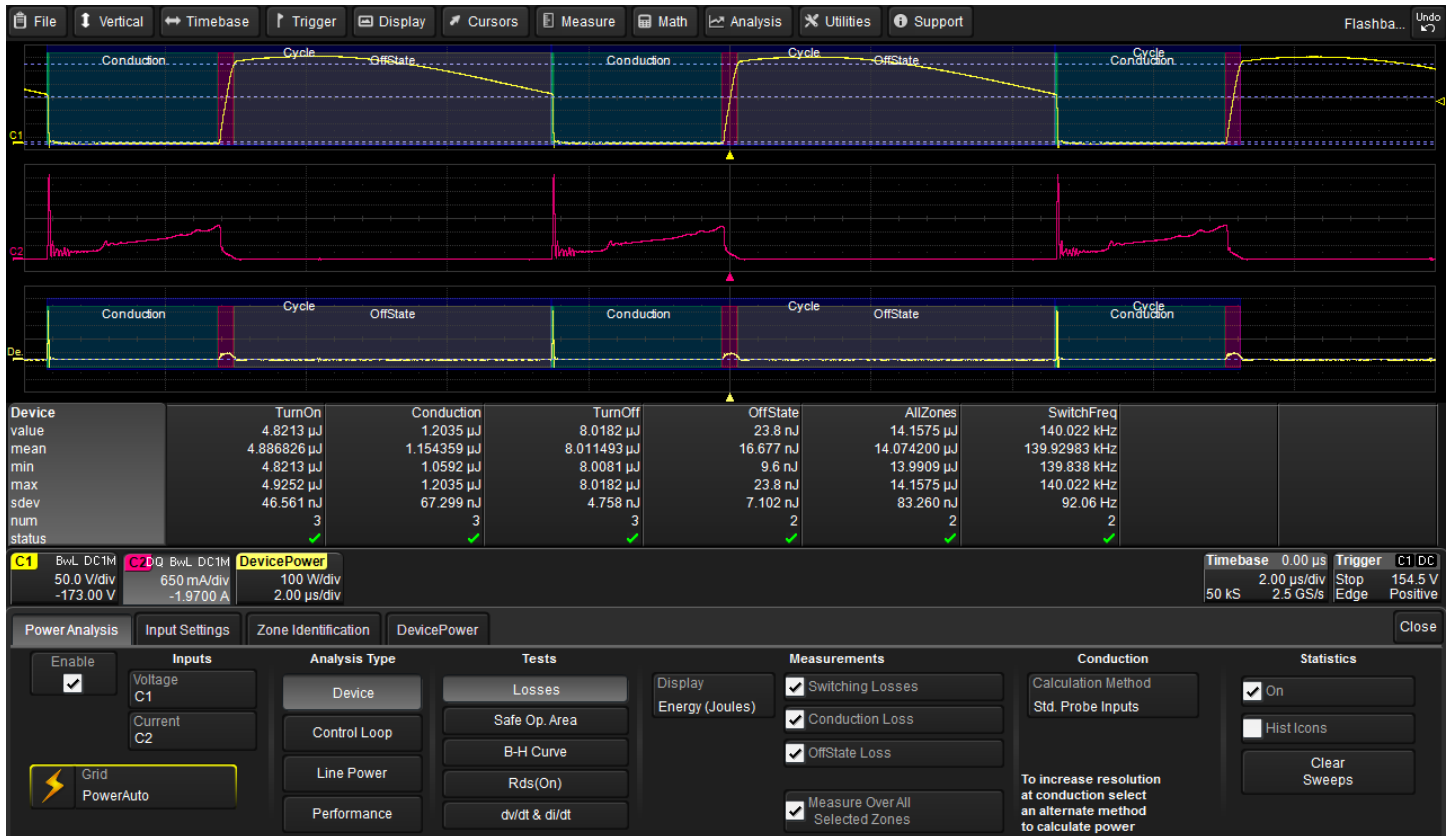 File Vertical Timebase Trigger Display Cursors Measure Math Analysis Utilities Support Flashba... Undo
Cycle Cycle Cycle
Conduction OffState Conduction OffState Conduction
C1
C2
Cycle Cycle Cycle
Conduction OffState Conduction OffState Conduction
De.
Device TurnOn Conduction TurnOff OffState AllZones SwitchFreq
value 4.8213 µJ 1.2035 µJ 8.0182 µJ 23.8 nJ 14.1575 µJ 140.022 kHz
mean 4.886826 µJ 1.154359 µJ 8.011493 µJ 16.677 nJ 14.074200 µJ 139.92983 kHz
min 4.8213 µJ 1.0592 µJ 8.0081 µJ 9.6 nJ 13.9909 µJ 139.838 kHz
max 4.9252 µJ 1.2035 µJ 8.0182 µJ 23.8 nJ 14.1575 µJ 140.022 kHz
sdev 46.561 nJ 67.299 nJ 4.758 nJ 7.102 nJ 83.260 nJ 92.06 Hz
num 3 3 3 2 2 2
status
C1 BwL DC1M C2 DQ BwL DC1M DevicePower Timebase 0.00 µs Trigger C1 DC
50.0 V/div 650 mA/div 100 W/div 2.00 µs/div Stop 154.5 V
-173.00 V -1.9700 A 2.00 µs/div 50 kS 2.5 GS/s Edge Positive
Power Analysis Input Settings Zone Identification DevicePower Close
Enable Inputs Analysis Type Tests Measurements Conduction Statistics
Voltage
C1
Current
C2
Grid
PowerAuto
Device
Control Loop
Line Power
Performance
Losses
Safe Op. Area
B-H Curve
Rds(On)
dv/dt & di/dt
Display
Energy (Joules)
Switching Losses
Conduction Loss
OffState Loss
Measure Over All
Selected Zones
Calculation Method
Std. Probe Inputs
To increase resolution
at conduction select
an alternate method
to calculate power
On
Hist Icons
Clear
Sweeps